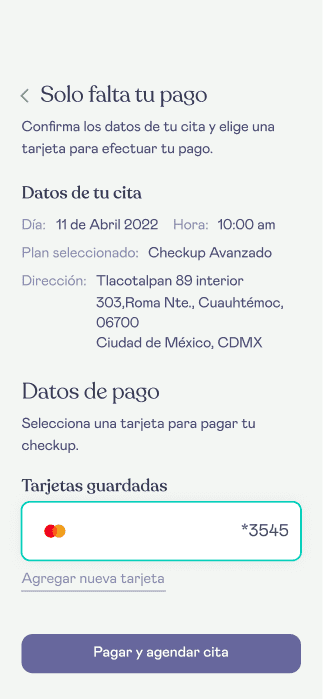 Solo falta tu pago
Confirma los datos de tu cita y elige una
tarjeta para efectuar tu pago.
Datos de tu cita
Día: 11 de Abril 2022 Hora: 10:00 am
Plan seleccionado: Checkup Avanzado
Dirección: Tlacotalpan 89 interior
303,Roma Nte., Cuauhtémoc,
06700
Ciudad de México, CDMX
Datos de pago
Selecciona una tarjeta para pagar tu
checkup.
Tarjetas guardadas
*3545
Agregar nueva tarjeta
Pagar y agendar cita